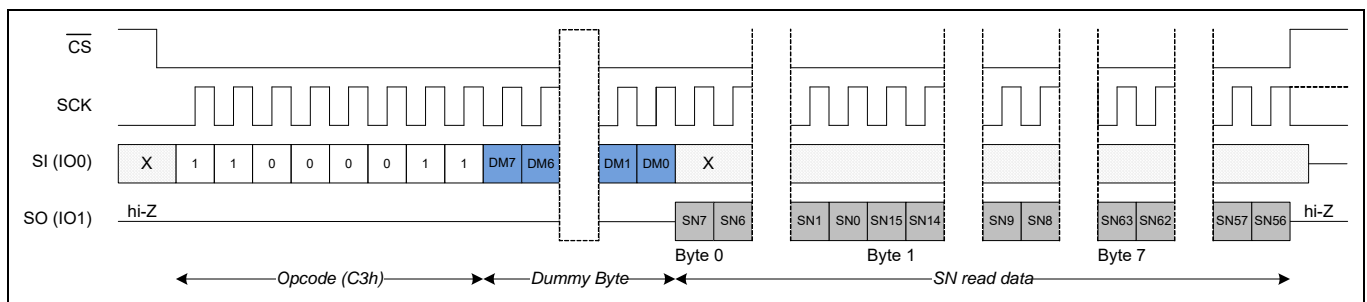 CS
SCK
SI (IO0) X 1 1 0 0 0 0 1 1 DM7 DM6 DM1 DM0 X
SO (IO1) hi-Z SN7 SN6 SN1 SN0 SN15 SN14 SN9 SN8 SN63 SN62 SN57 SN56 hi-Z
Byte 0 Byte 1 Byte 7
Opcode (C3h) Dummy Byte SN read data